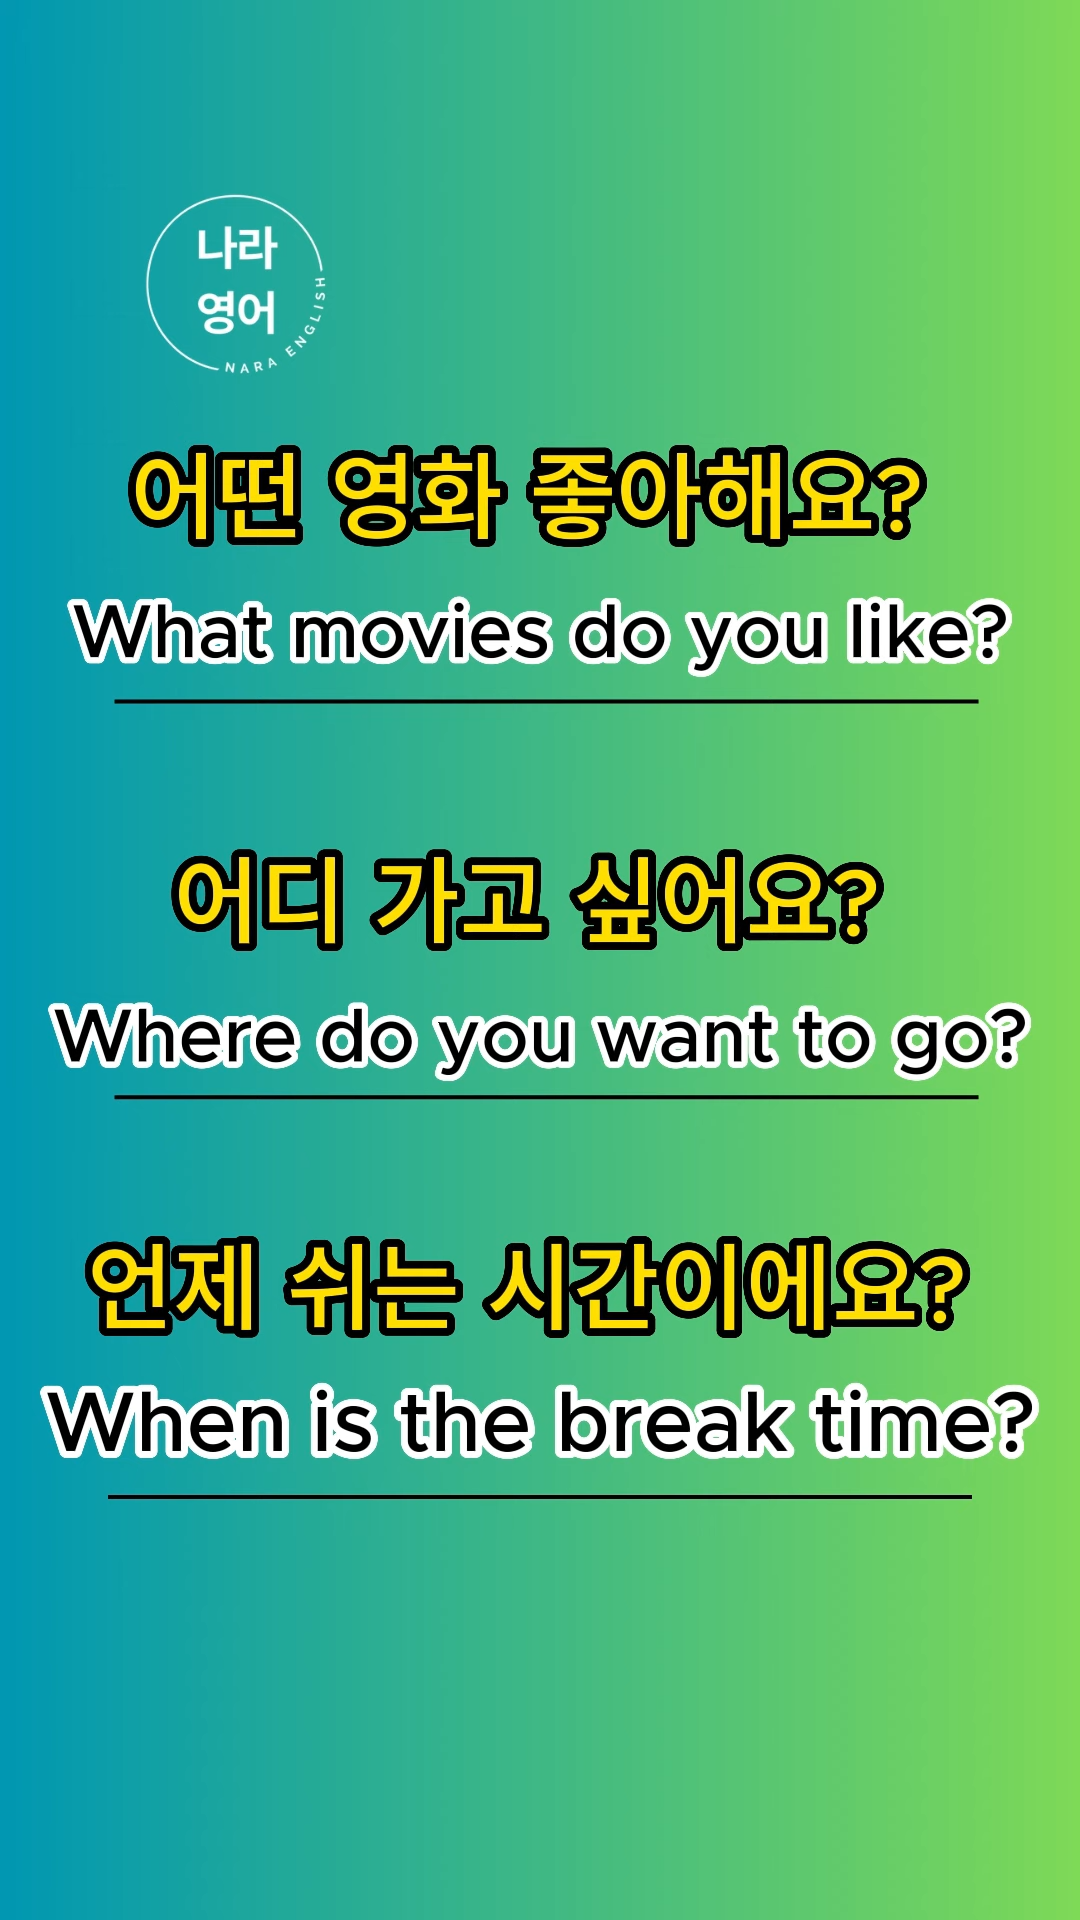 나라
영어
NARA ENGLISH
어떤 영화 좋아해요?
What movies do you like?
어디 가고 싶어요?
Where do you want to go?
언제 쉬는 시간이에요?
When is the break time?